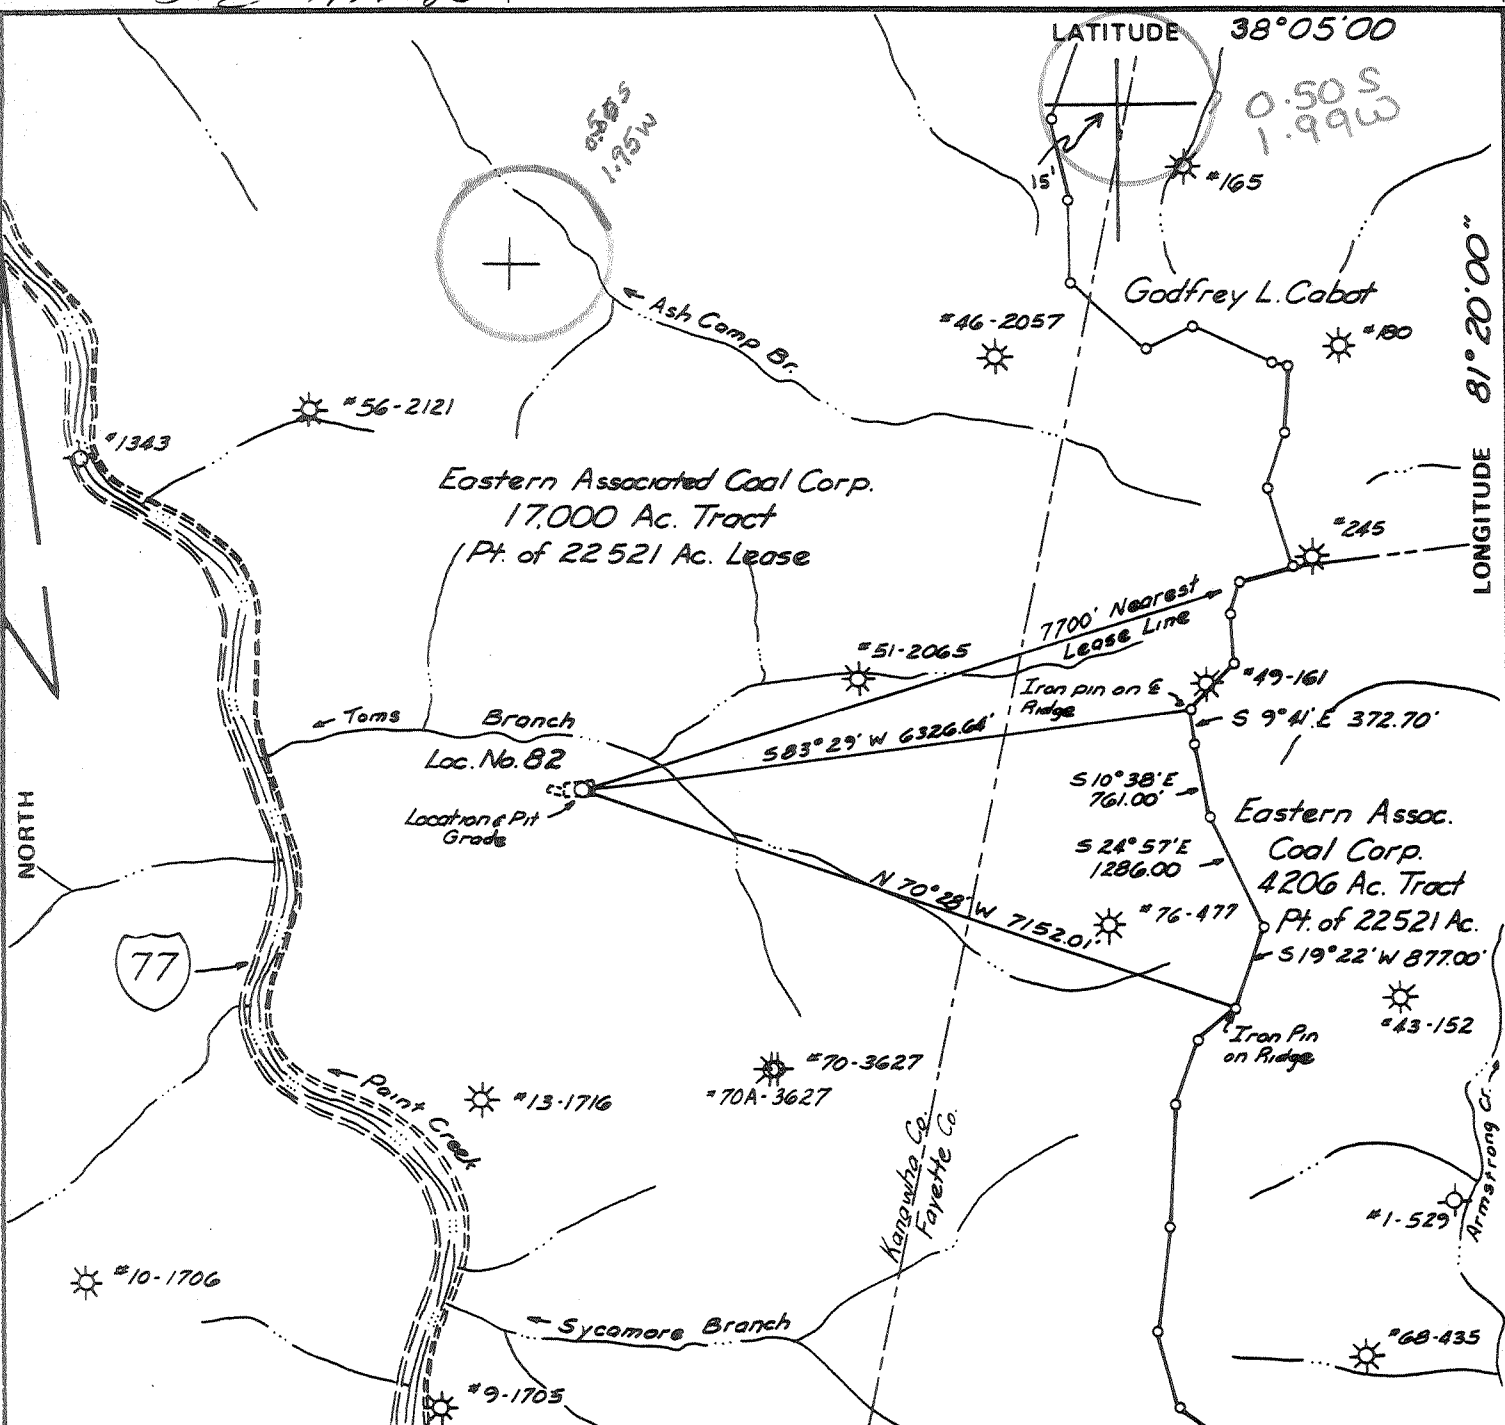 LATITUDE 38°05'00
0.50 S
1.99W
1.95W
15'
#165
Godfrey L. Cabot
81°20'00"
LONGITUDE
#46-2057
#180
Ash Camp Br.
#56-2121
#1343
Eastern Associated Coal Corp.
17,000 Ac. Tract
Pt. of 22521 Ac. Lease
#245
7700' Nearest
Lease Line
#51-2065
#49-161
Iron pin on ℄
Ridge
Toms Branch
S 9°41' E 372.70'
S 83°29' W 6326.64'
Loc. No. 82
S 10°38' E
761.00'
Location & Pit
Grade
NORTH
Eastern Assoc.
Coal Corp.
4206 Ac. Tract
Pt. of 22521 Ac.
S 24°57' E
1286.00
N 70°28' W 7152.01'
#76-477
S 19°22' W 877.00'
77
#43-152
Iron Pin
on Ridge
#70-3627
#70A-3627
#13-1716
Paint Creek
Kanawha Co.
Fayette Co.
Armstrong Cr.
#1-529
#10-1706
Sycamore Branch
#68-435
#9-1705